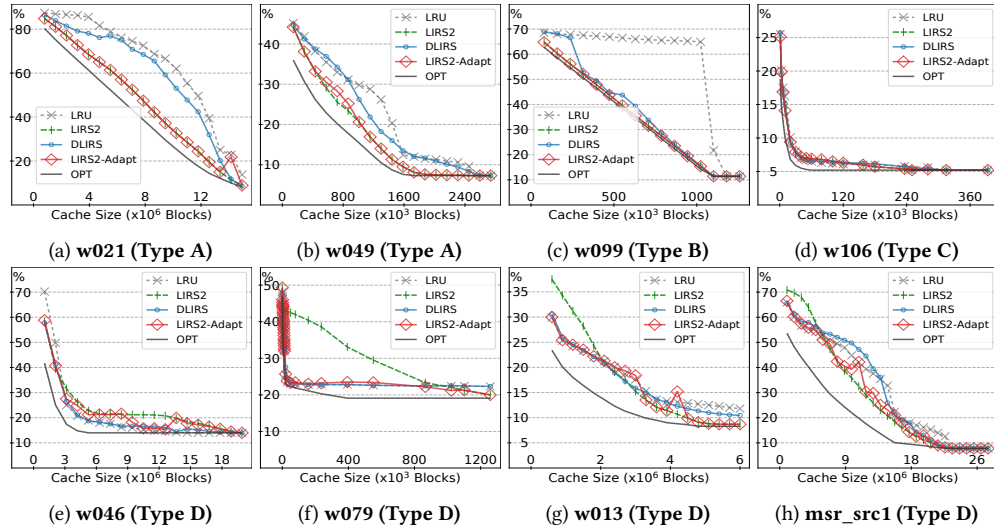 %
80
60
40
20
LRU
LIRS2
DLIRS
LIRS2-Adapt
OPT
0 4 8 12
Cache Size (x10⁶ Blocks)
(a) w021 (Type A)
%
40
30
20
10
LRU
LIRS2
DLIRS
LIRS2-Adapt
OPT
0 800 1600 2400
Cache Size (x10³ Blocks)
(b) w049 (Type A)
%
70
60
50
40
30
20
10
LRU
LIRS2
DLIRS
LIRS2-Adapt
OPT
0 500 1000
Cache Size (x10³ Blocks)
(c) w099 (Type B)
%
25
20
15
10
5
LRU
LIRS2
DLIRS
LIRS2-Adapt
OPT
0 120 240 360
Cache Size (x10³ Blocks)
(d) w106 (Type C)
%
70
60
50
40
30
20
10
LRU
LIRS2
DLIRS
LIRS2-Adapt
OPT
0 3 6 9 12 15 18
Cache Size (x10⁶ Blocks)
(e) w046 (Type D)
%
50
40
30
20
10
LRU
LIRS2
DLIRS
LIRS2-Adapt
OPT
0 400 800 1200
Cache Size (x10³ Blocks)
(f) w079 (Type D)
%
35
25
15
5
LRU
LIRS2
DLIRS
LIRS2-Adapt
OPT
0 2 4 6
Cache Size (x10⁶ Blocks)
(g) w013 (Type D)
%
70
60
50
40
30
20
10
LRU
LIRS2
DLIRS
LIRS2-Adapt
OPT
0 9 18 26
Cache Size (x10⁶ Blocks)
(h) msr_src1 (Type D)